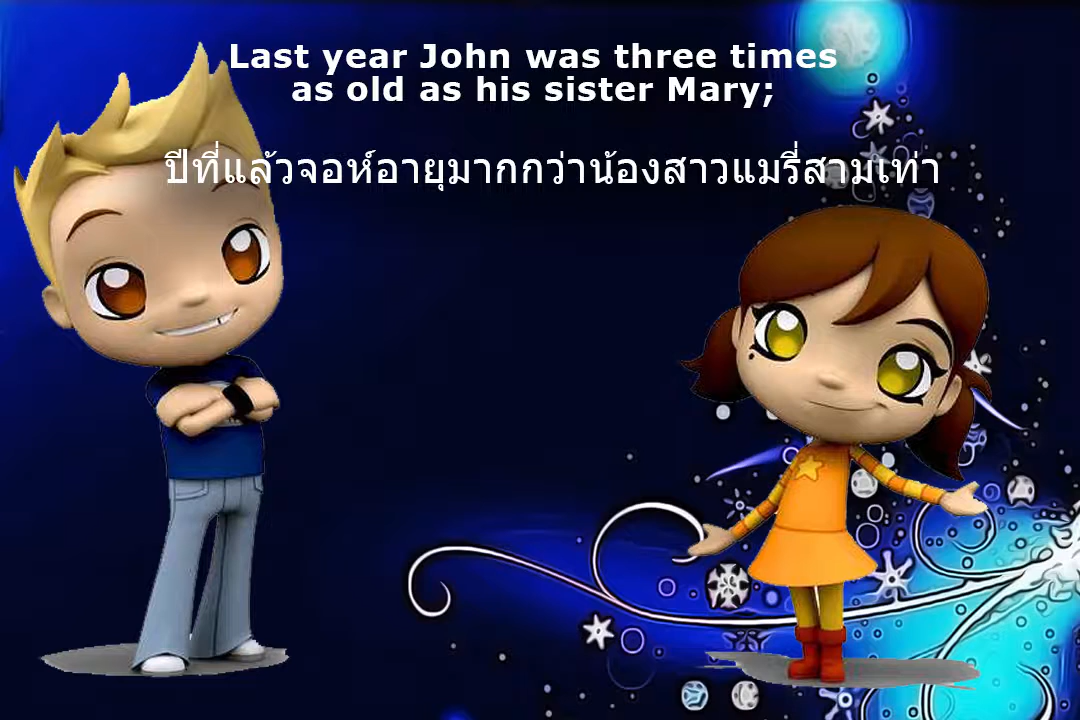 Last year John was three times
as old as his sister Mary;
ปีที่แล้วจอห์อายุมากกว่าน้องสาวแมรี่สามเท่า